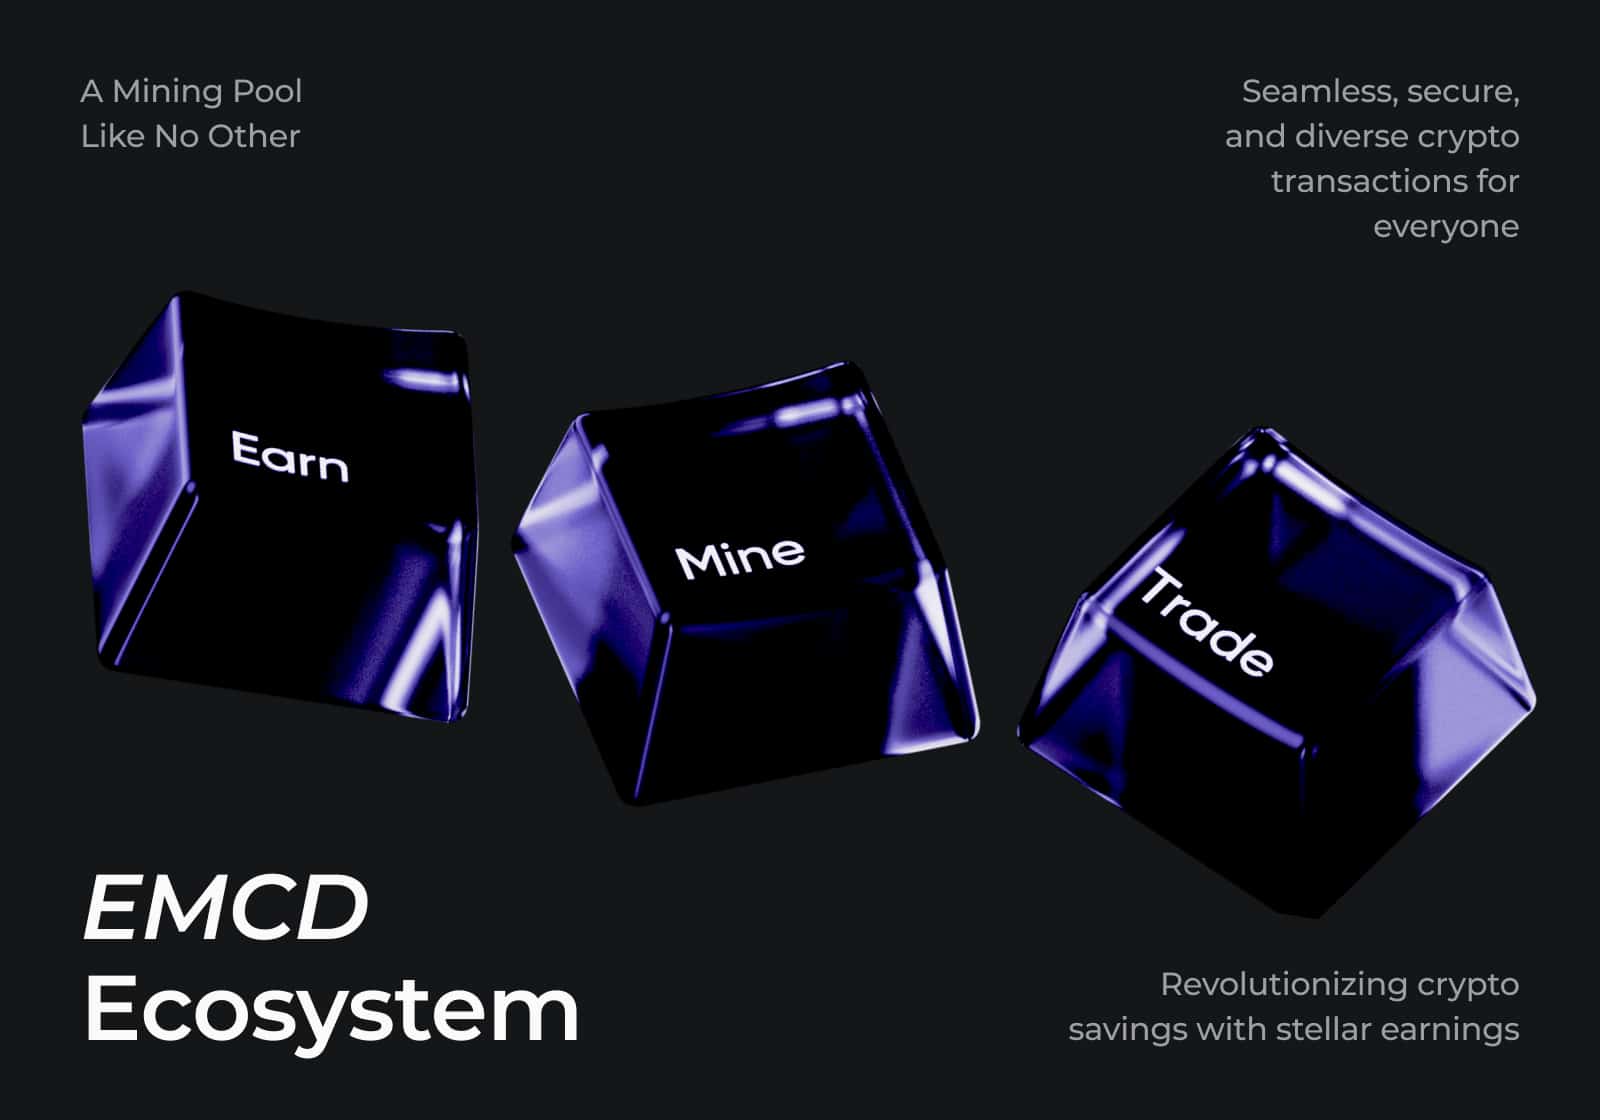 A Mining Pool
Like No Other
Seamless, secure,
and diverse crypto
transactions for
everyone
Earn
Mine
Trade
EMCD
Ecosystem
Revolutionizing crypto
savings with stellar earnings